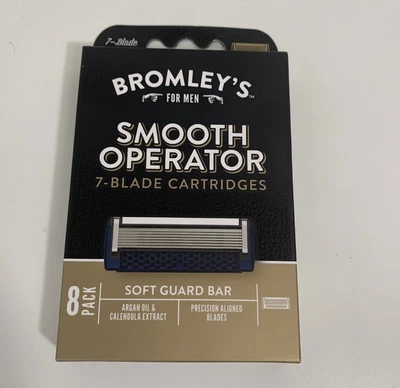 7-Blade
BROMLEY'S™
FOR MEN
SMOOTH
OPERATOR
7-BLADE CARTRIDGES
8 PACK
SOFT GUARD BAR
ARGAN OIL &
CALENDULA EXTRACT
PRECISION ALIGNED
BLADES